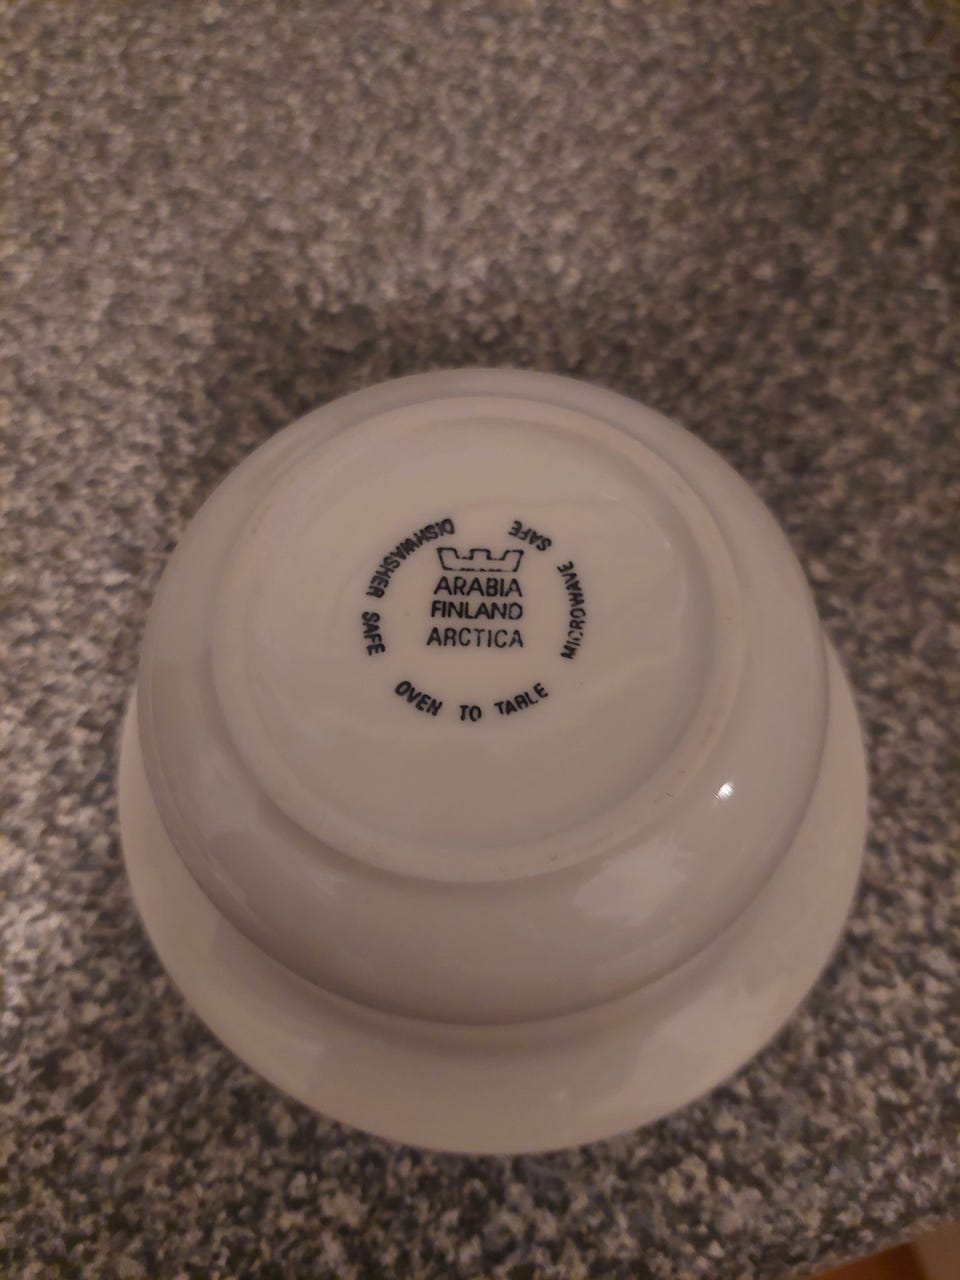 ARABIA
FINLAND
ARCTICA
DISHWASHER SAFE
MICROWAVE SAFE
OVEN TO TABLE